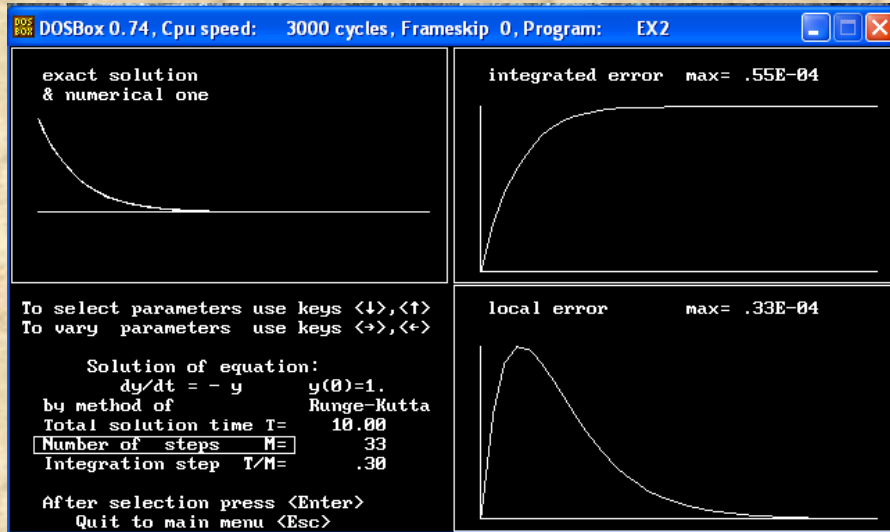 DOSBox 0.74, Cpu speed: 3000 cycles, Frameskip 0, Program: EX2
exact solution
& numerical one
integrated error max= .55E-04
To select parameters use keys <↓>,<↑>
To vary parameters use keys <→>,<←>
Solution of equation:
dy/dt = - y y(0)=1.
by method of Runge-Kutta
Total solution time T= 10.00
Number of steps M= 33
Integration step T/M= .30
After selection press <Enter>
Quit to main menu <Esc>
local error max= .33E-04